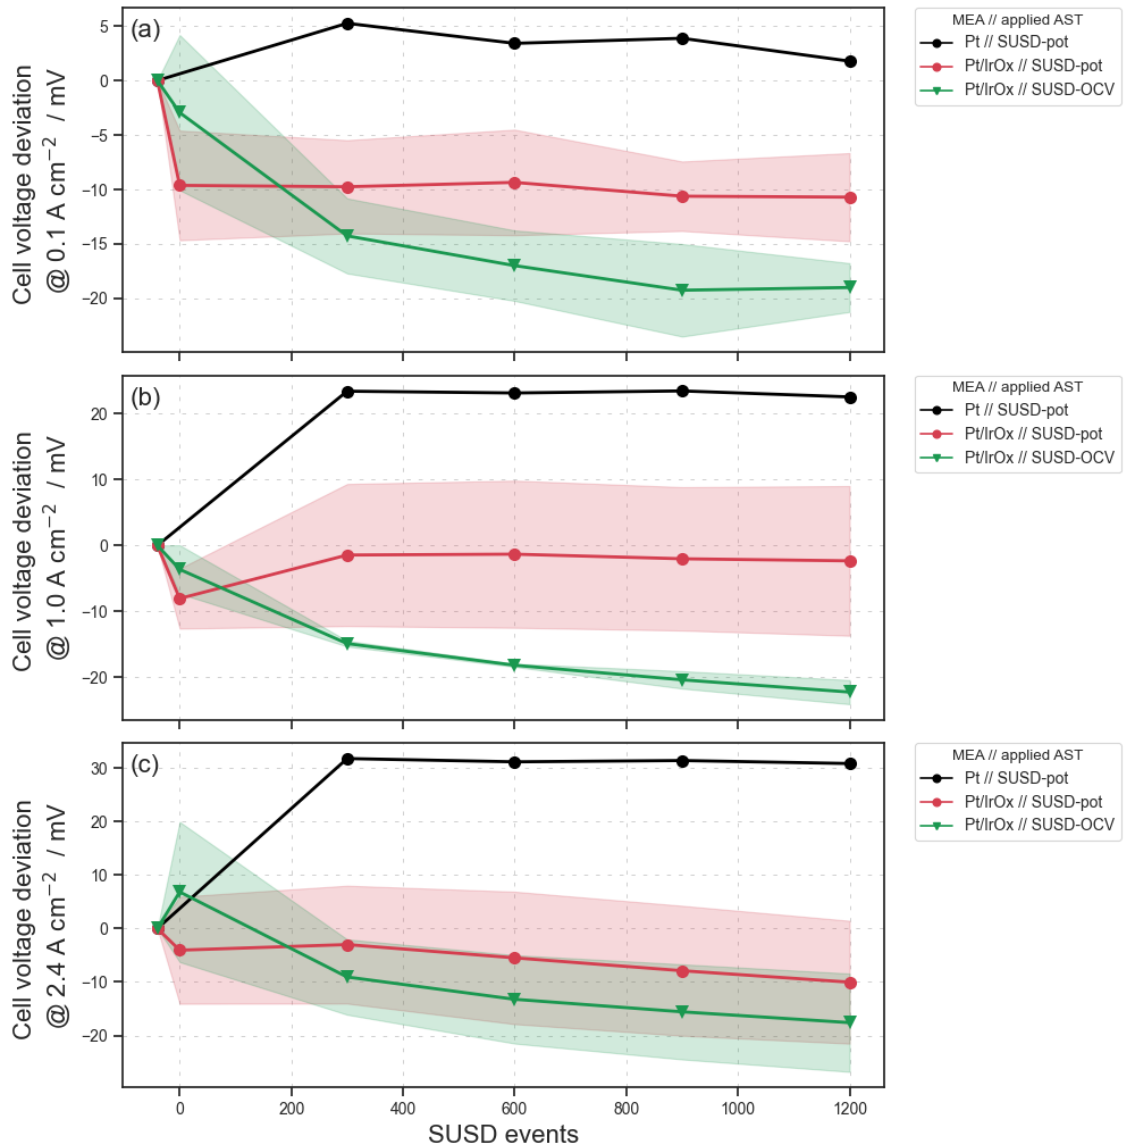 (a)
5
0
−5
−10
−15
−20
Cell voltage deviation
@ 0.1 A cm⁻² / mV
MEA // applied AST
Pt // SUSD-pot
Pt/IrOx // SUSD-pot
Pt/IrOx // SUSD-OCV
(b)
20
10
0
−10
−20
Cell voltage deviation
@ 1.0 A cm⁻² / mV
MEA // applied AST
Pt // SUSD-pot
Pt/IrOx // SUSD-pot
Pt/IrOx // SUSD-OCV
(c)
30
20
10
0
−10
−20
Cell voltage deviation
@ 2.4 A cm⁻² / mV
MEA // applied AST
Pt // SUSD-pot
Pt/IrOx // SUSD-pot
Pt/IrOx // SUSD-OCV
0 200 400 600 800 1000 1200
SUSD events